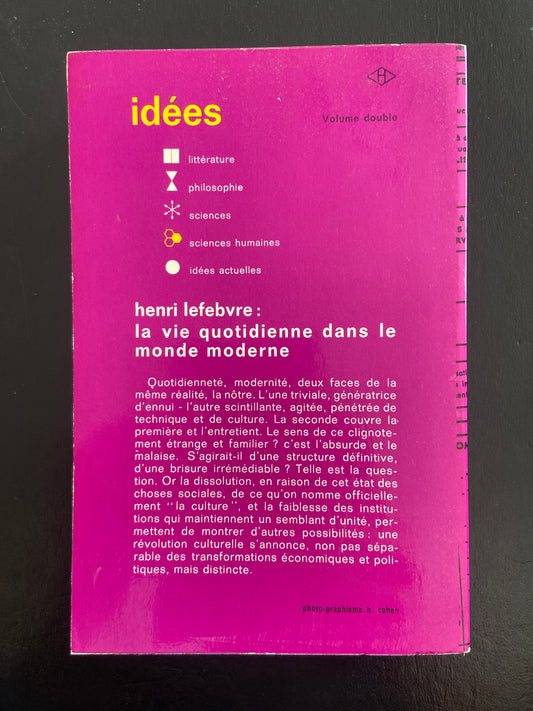 H
idées
Volume double
littérature
philosophie
sciences
sciences humaines
idées actuelles
henri lefebvre :
la vie quotidienne dans le
monde moderne
Quotidienneté, modernité, deux faces de la
même réalité, la nôtre. L'une triviale, génératrice
d'ennui - l'autre scintillante, agitée, pénétrée de
technique et de culture. La seconde couvre la
première et l'entretient. Le sens de ce clignote-
ment étrange et familier ? c'est l'absurde et le
malaise. S'agirait-il d'une structure définitive,
d'une brisure irrémédiable ? Telle est la ques-
tion. Or la dissolution, en raison de cet état des
choses sociales, de ce qu'on nomme officielle-
ment "la culture", et la faiblesse des institu-
tions qui maintiennent un semblant d'unité, per-
mettent de montrer d'autres possibilités : une
révolution culturelle s'annonce, non pas sépa-
rable des transformations économiques et poli-
tiques, mais distincte.
photo-graphisme h. cohen